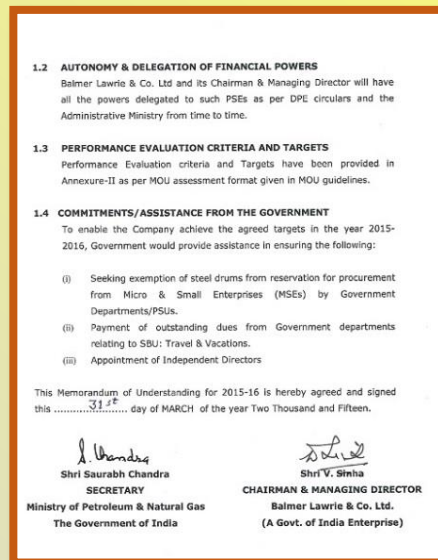 1.2 AUTONOMY & DELEGATION OF FINANCIAL POWERS
Balmer Lawrie & Co. Ltd and its Chairman & Managing Director will have
all the powers delegated to such PSEs as per DPE circulars and the
Administrative Ministry from time to time.
1.3 PERFORMANCE EVALUATION CRITERIA AND TARGETS
Performance Evaluation criteria and Targets have been provided in
Annexure-II as per MOU assessment format given in MOU guidelines.
1.4 COMMITMENTS/ASSISTANCE FROM THE GOVERNMENT
To enable the Company achieve the agreed targets in the year 2015-
2016, Government would provide assistance in ensuring the following:
(i) Seeking exemption of steel drums from reservation for procurement
from Micro & Small Enterprises (MSEs) by Government
Departments/PSUs.
(ii) Payment of outstanding dues from Government departments
relating to SBU: Travel & Vacations.
(iii) Appointment of Independent Directors
This Memorandum of Understanding for 2015-16 is hereby agreed and signed
this ..........31st.......... day of MARCH of the year Two Thousand and Fifteen.
S. Chandra
Shri Saurabh Chandra
SECRETARY
Ministry of Petroleum & Natural Gas
The Government of India
Shri V. Sinha
CHAIRMAN & MANAGING DIRECTOR
Balmer Lawrie & Co. Ltd.
(A Govt. of India Enterprise)